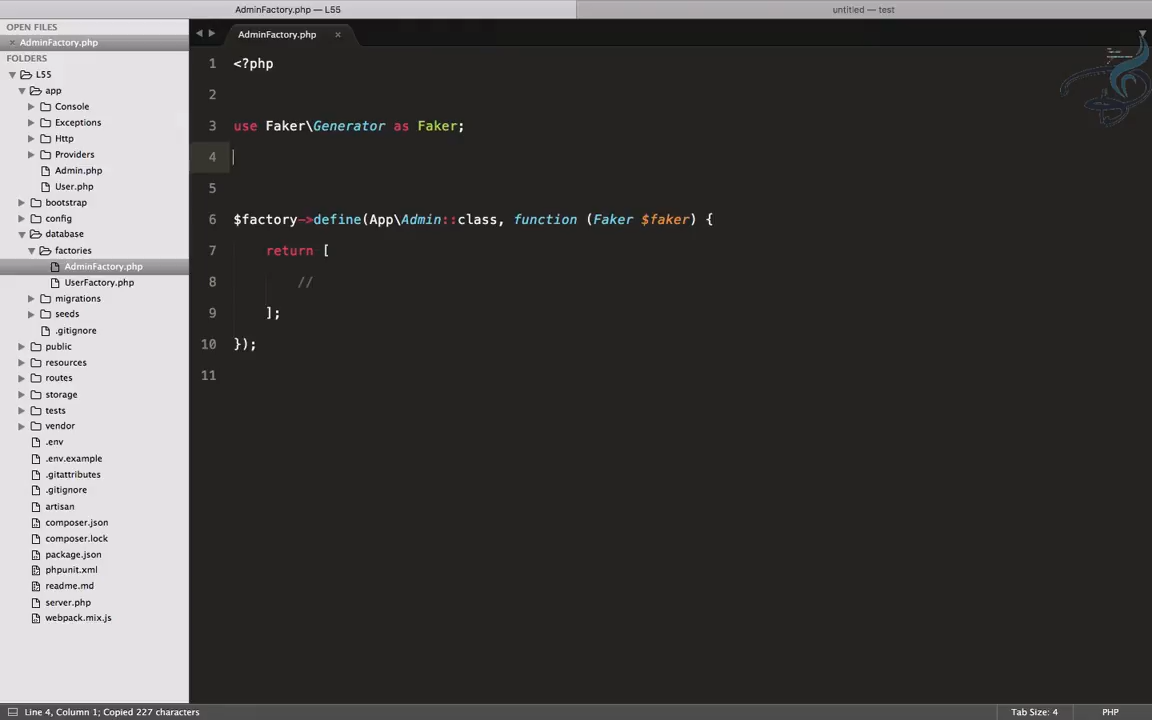 AdminFactory.php — L55
untitled — test
OPEN FILES
× AdminFactory.php
FOLDERS
L55
app
Console
Exceptions
Http
Providers
Admin.php
User.php
bootstrap
config
database
factories
AdminFactory.php
UserFactory.php
migrations
seeds
.gitignore
public
resources
routes
storage
tests
vendor
.env
.env.example
.gitattributes
.gitignore
artisan
composer.json
composer.lock
package.json
phpunit.xml
readme.md
server.php
webpack.mix.js
AdminFactory.php ×
1 <?php
2
3 use Faker\Generator as Faker;
4
5
6 $factory->define(App\Admin::class, function (Faker $faker) {
7 return [
8 //
9 ];
10 });
11
Line 4, Column 1; Copied 227 characters
Tab Size: 4
PHP